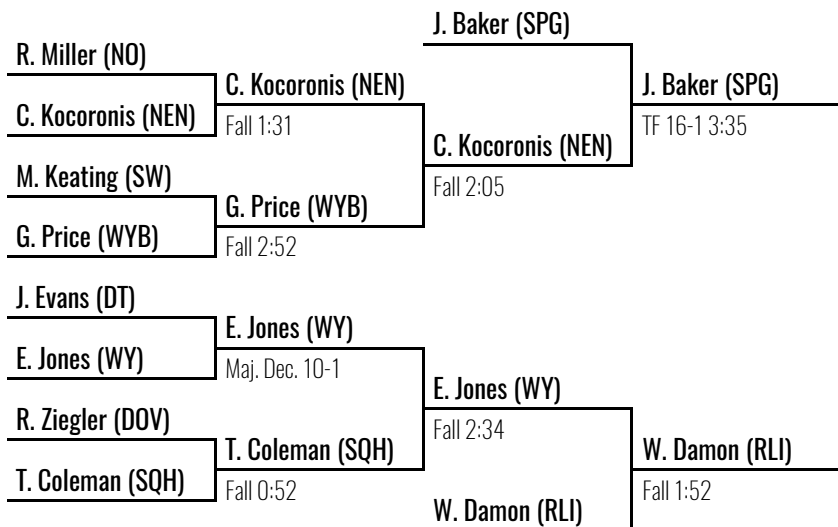 J. Baker (SPG)
R. Miller (NO)
C. Kocoronis (NEN)
J. Baker (SPG)
C. Kocoronis (NEN)
Fall 1:31
TF 16-1 3:35
C. Kocoronis (NEN)
M. Keating (SW)
Fall 2:05
G. Price (WYB)
G. Price (WYB)
Fall 2:52
J. Evans (DT)
E. Jones (WY)
E. Jones (WY)
Maj. Dec. 10-1
E. Jones (WY)
R. Ziegler (DOV)
Fall 2:34
T. Coleman (SQH)
W. Damon (RLI)
T. Coleman (SQH)
Fall 0:52
Fall 1:52
W. Damon (RLI)